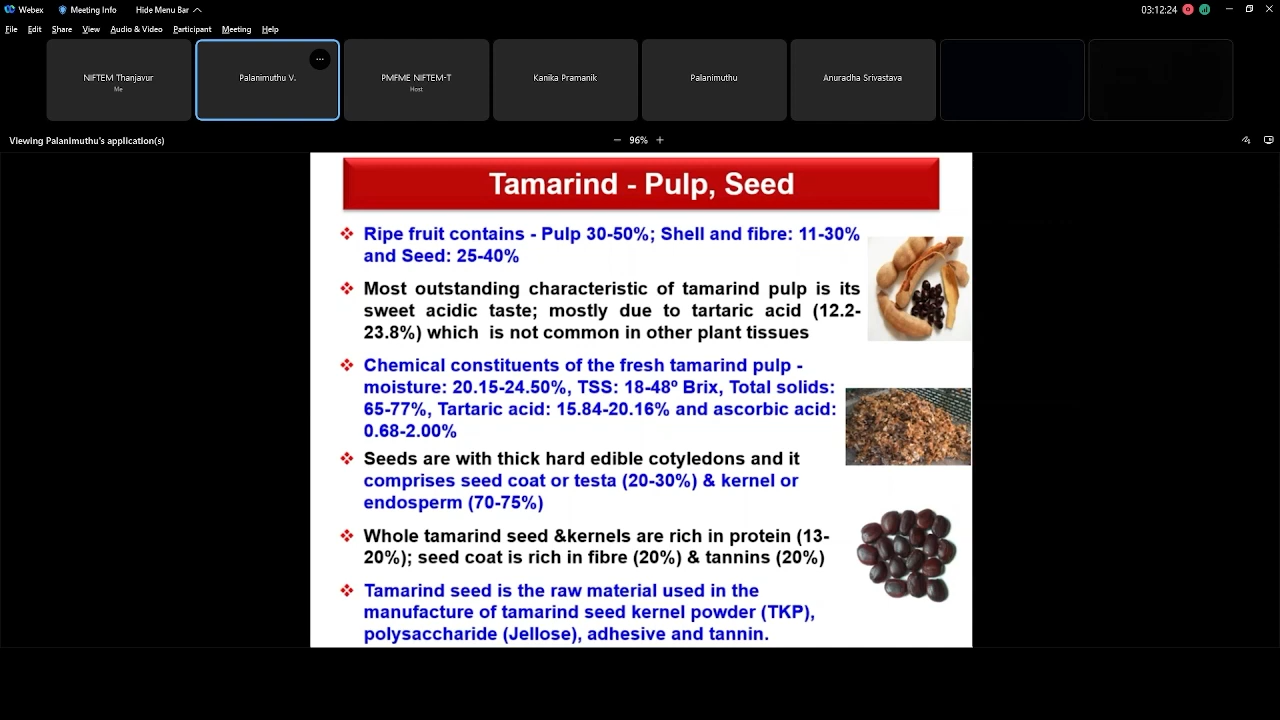 Webex
Meeting Info
Hide Menu Bar
03:12:24
File Edit Share View Audio & Video Participant Meeting Help
NIFTEM Thanjavur
Me
Palanimuthu V.
PMFME NIFTEM-T
Host
Kanika Pramanik
Palanimuthu
Anuradha Srivastava
Viewing Palanimuthu's application(s)
96%
Tamarind - Pulp, Seed
Ripe fruit contains - Pulp 30-50%; Shell and fibre: 11-30%
and Seed: 25-40%
Most outstanding characteristic of tamarind pulp is its
sweet acidic taste; mostly due to tartaric acid (12.2-
23.8%) which is not common in other plant tissues
Chemical constituents of the fresh tamarind pulp -
moisture: 20.15-24.50%, TSS: 18-48º Brix, Total solids:
65-77%, Tartaric acid: 15.84-20.16% and ascorbic acid:
0.68-2.00%
Seeds are with thick hard edible cotyledons and it
comprises seed coat or testa (20-30%) & kernel or
endosperm (70-75%)
Whole tamarind seed &kernels are rich in protein (13-
20%); seed coat is rich in fibre (20%) & tannins (20%)
Tamarind seed is the raw material used in the
manufacture of tamarind seed kernel powder (TKP),
polysaccharide (Jellose), adhesive and tannin.